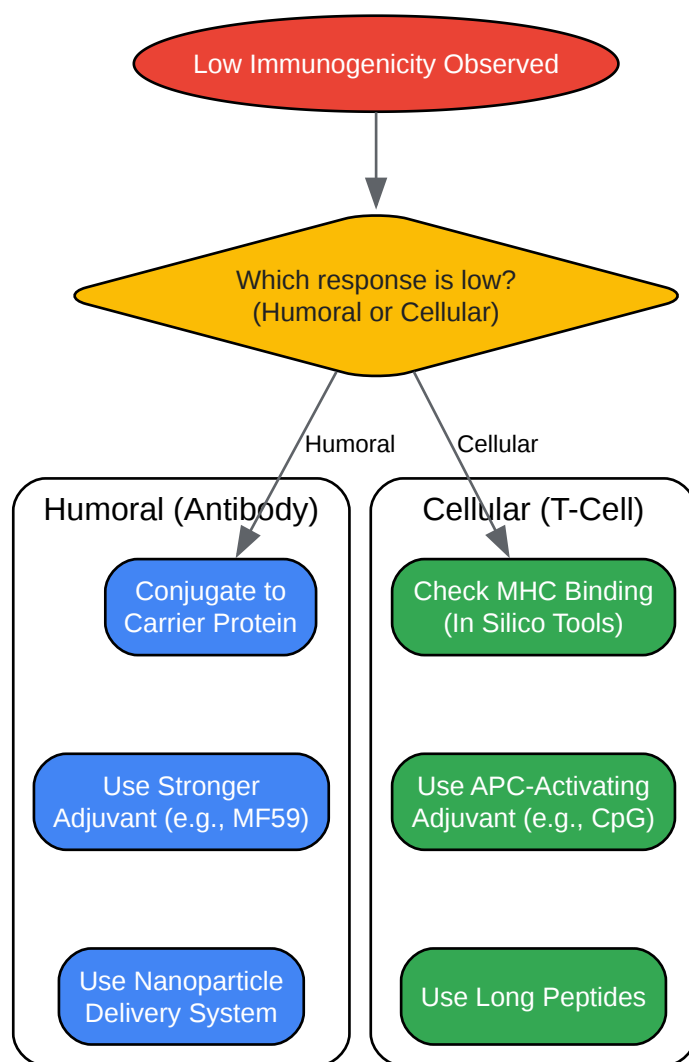 Low Immunogenicity Observed
Which response is low?
(Humoral or Cellular)
Humoral
Cellular
Humoral (Antibody)
Conjugate to
Carrier Protein
Use Stronger
Adjuvant (e.g., MF59)
Use Nanoparticle
Delivery System
Cellular (T-Cell)
Check MHC Binding
(In Silico Tools)
Use APC-Activating
Adjuvant (e.g., CpG)
Use Long Peptides